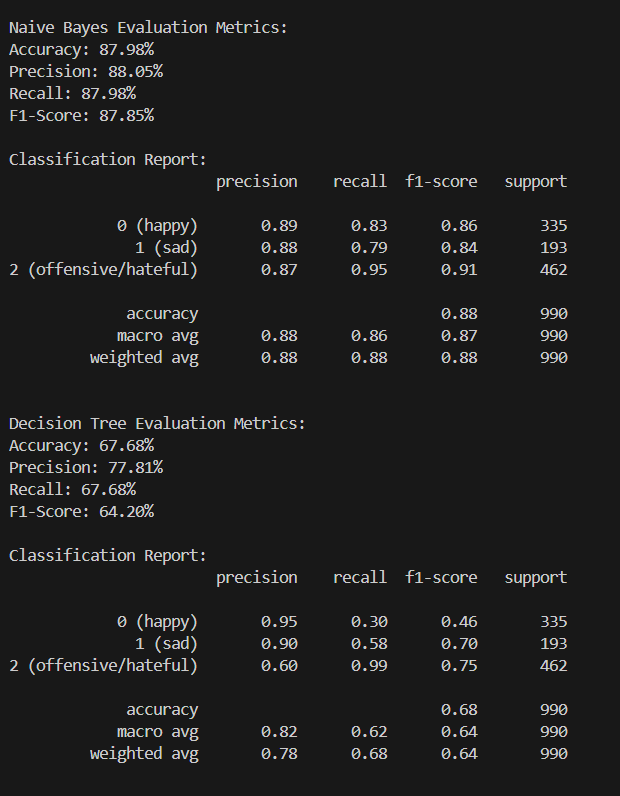 Naive Bayes Evaluation Metrics:
Accuracy: 87.98%
Precision: 88.05%
Recall: 87.98%
F1-Score: 87.85%
Classification Report:
precision recall f1-score support
0 (happy) 0.89 0.83 0.86 335
1 (sad) 0.88 0.79 0.84 193
2 (offensive/hateful) 0.87 0.95 0.91 462
accuracy 0.88 990
macro avg 0.88 0.86 0.87 990
weighted avg 0.88 0.88 0.88 990
Decision Tree Evaluation Metrics:
Accuracy: 67.68%
Precision: 77.81%
Recall: 67.68%
F1-Score: 64.20%
Classification Report:
precision recall f1-score support
0 (happy) 0.95 0.30 0.46 335
1 (sad) 0.90 0.58 0.70 193
2 (offensive/hateful) 0.60 0.99 0.75 462
accuracy 0.68 990
macro avg 0.82 0.62 0.64 990
weighted avg 0.78 0.68 0.64 990